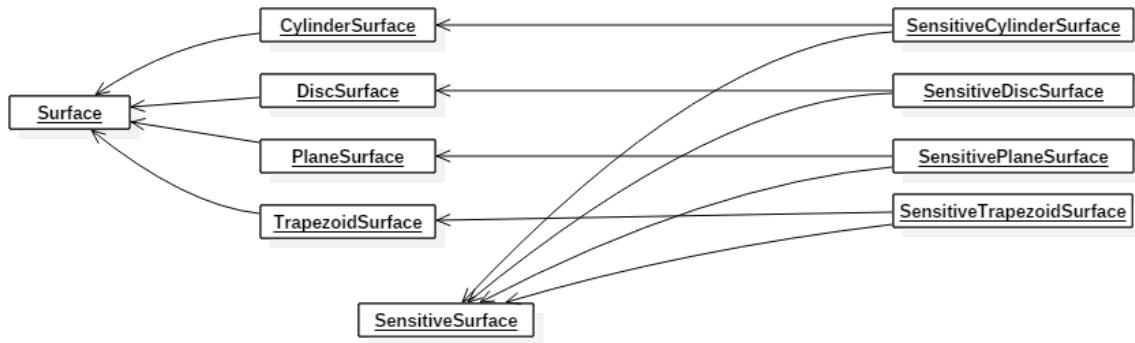 CylinderSurface
SensitiveCylinderSurface
DiscSurface
SensitiveDiscSurface
Surface
PlaneSurface
SensitivePlaneSurface
TrapezoidSurface
SensitiveTrapezoidSurface
SensitiveSurface